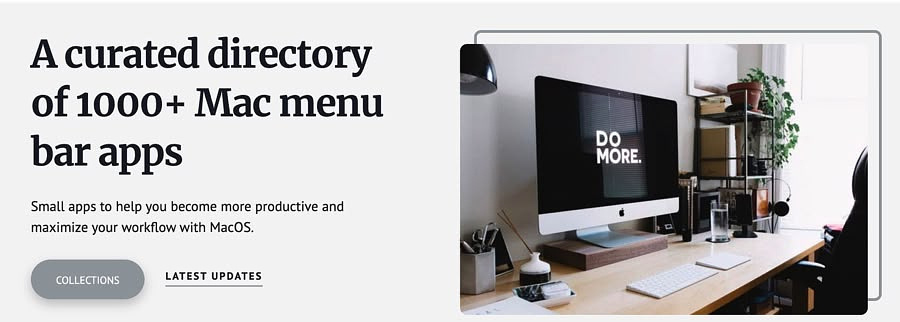 A curated directory
of 1000+ Mac menu
bar apps
Small apps to help you become more productive and
maximize your workflow with MacOS.
COLLECTIONS
LATEST UPDATES
DO
MORE.